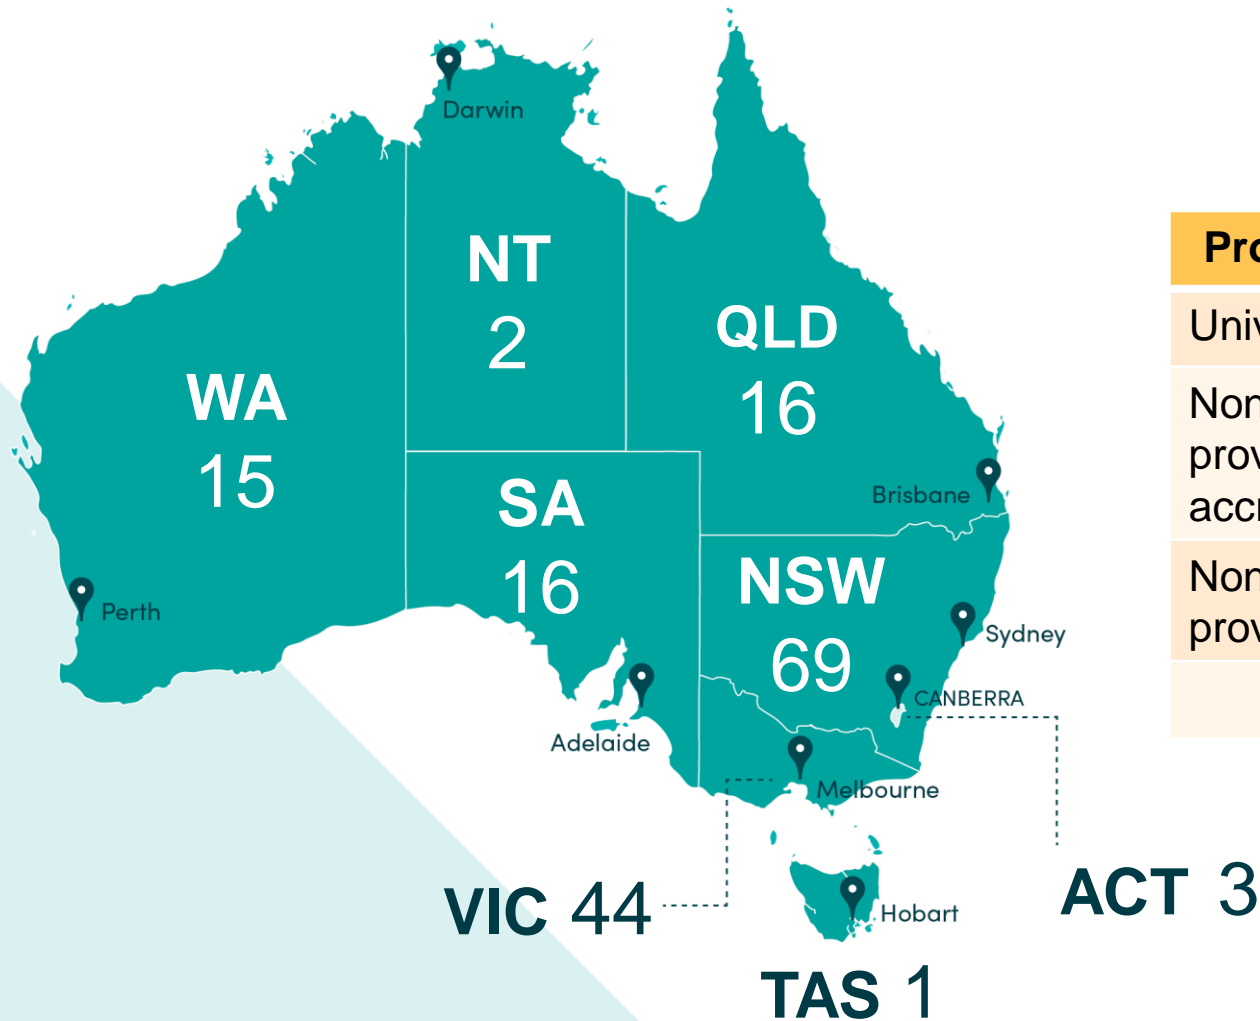 Darwin
NT
2
QLD
16
WA
15
Brisbane
SA
16
NSW
69
Perth
Sydney
CANBERRA
Adelaide
Melbourne
VIC 44
ACT 3
Hobart
TAS 1